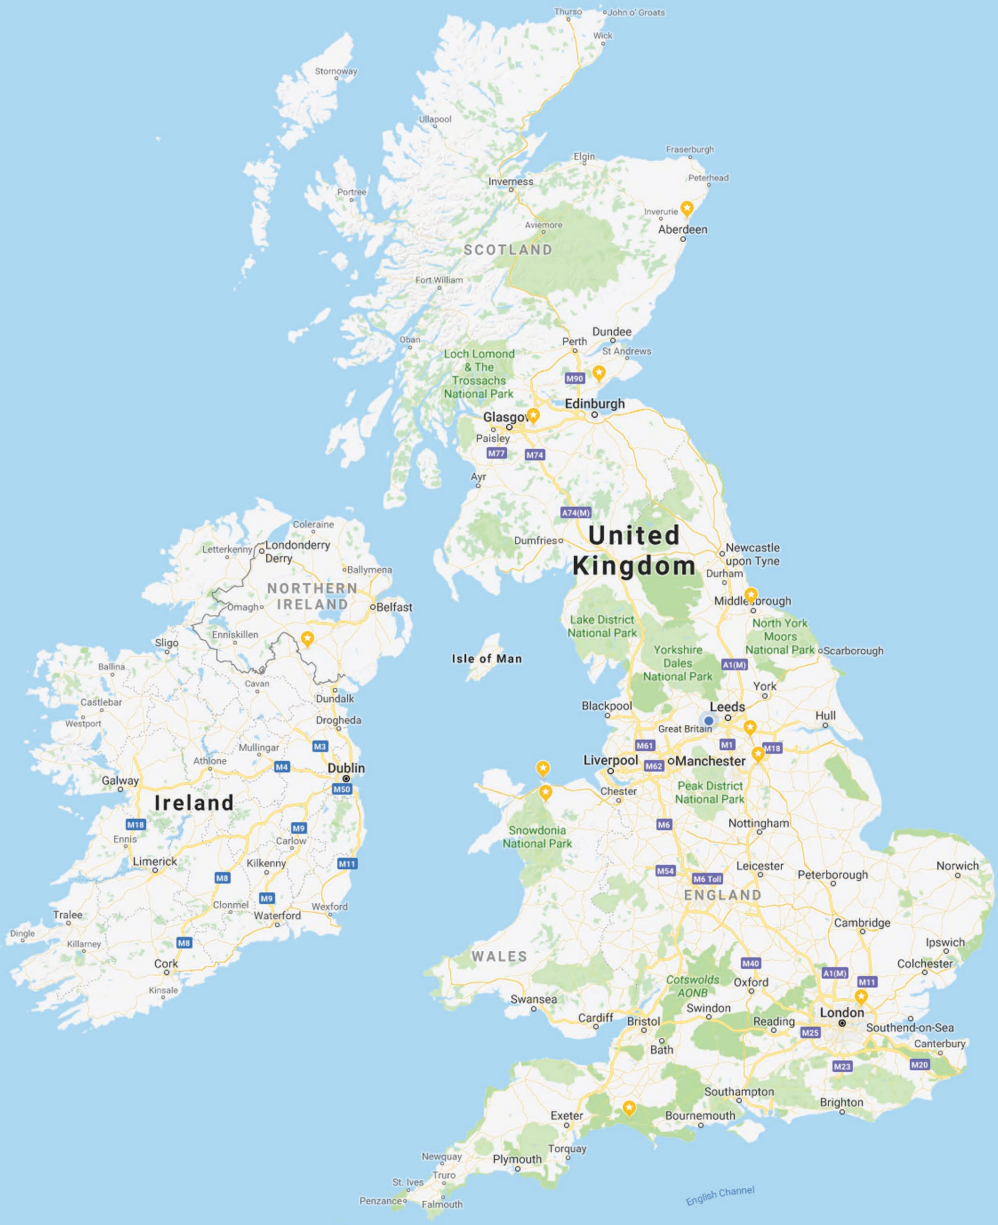 Thurso
John o' Groats
Wick
Stornoway
Ullapool
Fraserburgh
Elgin
Peterhead
Inverness
Portree
Inverurie
Aviemore
Aberdeen
SCOTLAND
Fort William
Dundee
Oban
Perth
St Andrews
Loch Lomond
& The
Trossachs
National Park
M90
Edinburgh
Glasgow
Paisley
M77
M74
Ayr
A74(M)
Coleraine
United
Kingdom
Dumfries
Londonderry
Derry
Letterkenny
Newcastle
upon Tyne
Ballymena
Durham
NORTHERN
IRELAND
Omagh
Belfast
Middlesbrough
Lake District
National Park
North York
Moors
National Park
Enniskillen
Sligo
Scarborough
Isle of Man
Yorkshire
Dales
National Park
A1(M)
Ballina
Cavan
York
Dundalk
Castlebar
Blackpool
Leeds
Westport
Drogheda
Hull
Great Britain
M3
Mullingar
M61
M1
M18
Athlone
M4
Dublin
Liverpool
M62
Manchester
Galway
M50
Chester
Peak District
National Park
Ireland
M18
M9
M6
Nottingham
Snowdonia
National Park
Ennis
Carlow
Limerick
Kilkenny
M11
M54
Leicester
Norwich
M8
M6 Toll
Peterborough
M9
ENGLAND
Clonmel
Wexford
Tralee
Waterford
Cambridge
Dingle
Killarney
M8
Ipswich
WALES
Cork
M40
Colchester
A1(M)
Cotswolds
AONB
Oxford
M11
Kinsale
Swansea
Swindon
London
Cardiff
Bristol
Reading
Southend-on-Sea
M25
Bath
Canterbury
M23
M20
Southampton
Brighton
Exeter
Bournemouth
Torquay
Newquay
Plymouth
Truro
St. Ives
English Channel
Penzance
Falmouth